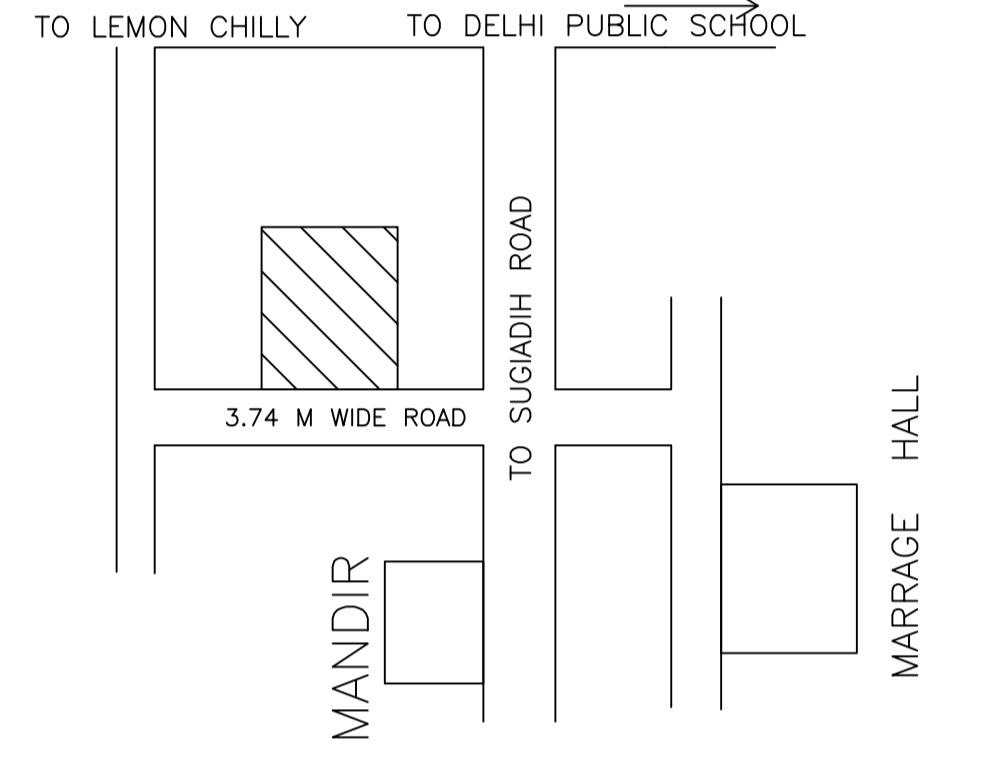 TO LEMON CHILLY
TO DELHI PUBLIC SCHOOL
TO SUGIADIH ROAD
3.74 M WIDE ROAD
MANDIR
MARRAGE HALL